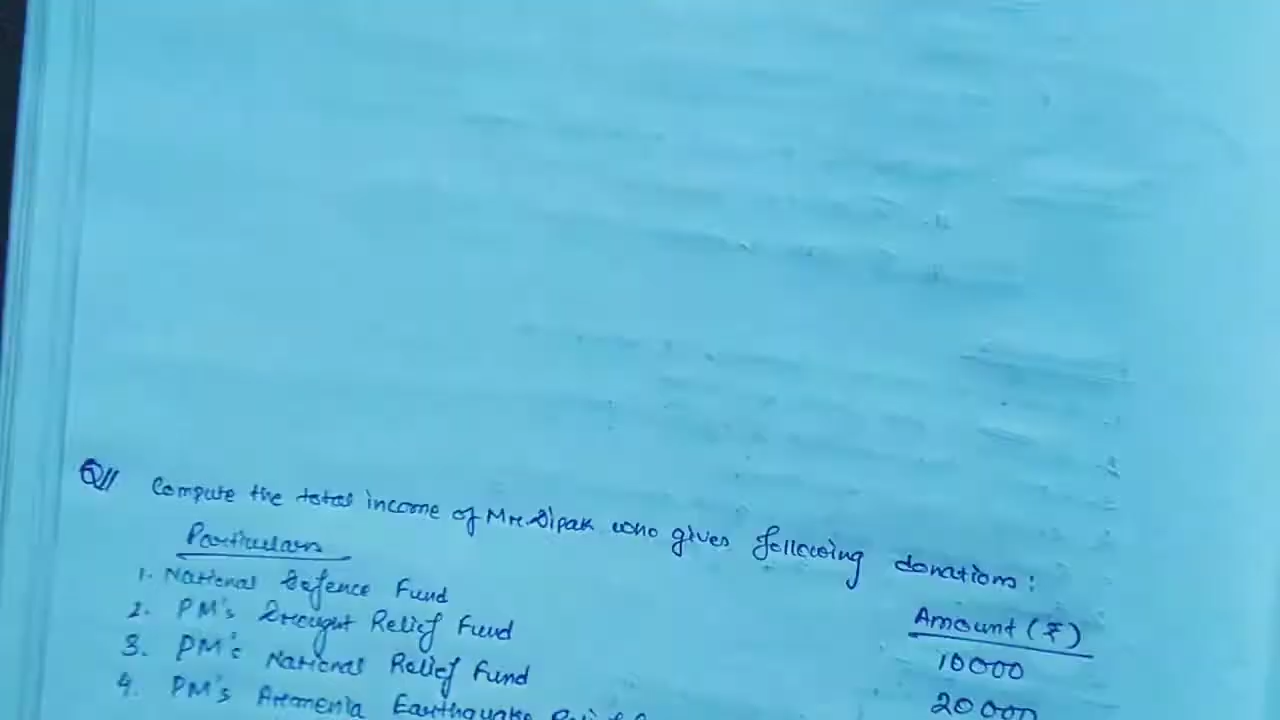 Q// Compute the total income of Mr. Dipak who gives following donations:
Particulars Amount (₹)
1. National Defence Fund 10000
2. PM's Drought Relief Fund 20000
3. PM's National Relief Fund
4. PM's Armenia Earthquake